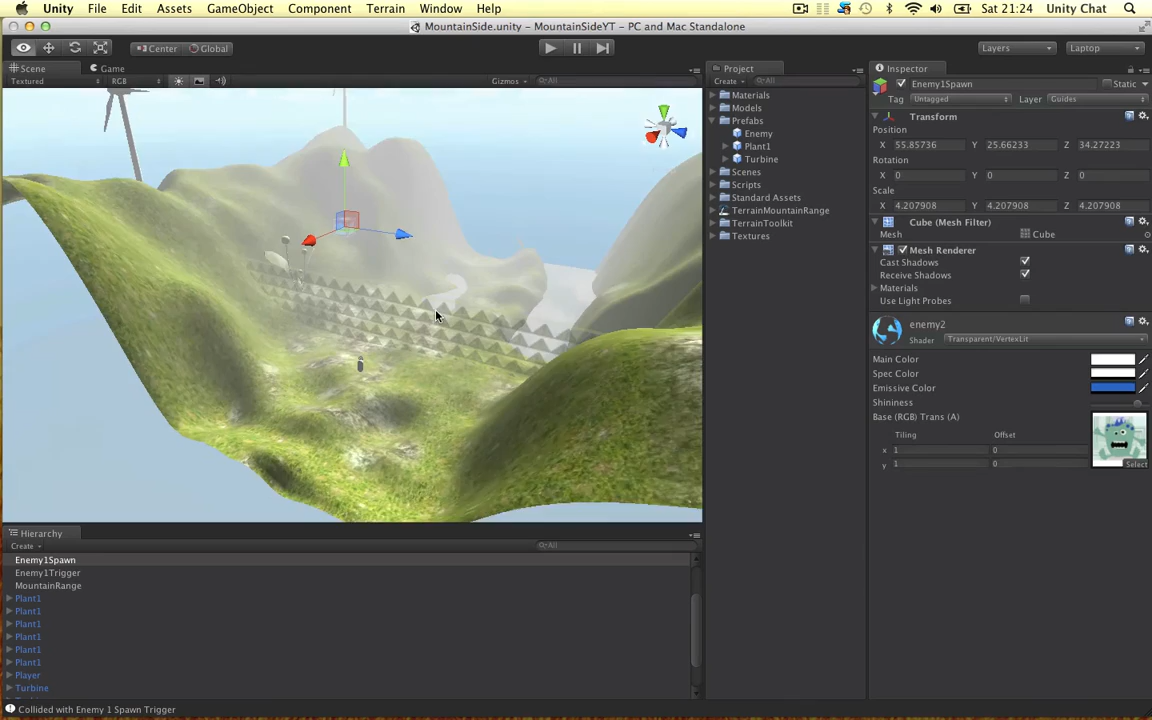 Unity File Edit Assets GameObject Component Terrain Window Help Sat 21:24 Unity Chat
MountainSide.unity - MountainSideYT - PC and Mac Standalone
Center Global Layers Laptop
Scene Game
Textured RGB Gizmos All
Project
Create All
Materials
Models
Prefabs
Enemy
Plant1
Turbine
Scenes
Scripts
Standard Assets
TerrainMountainRange
TerrainToolkit
Textures
Inspector
Enemy1Spawn Static
Tag Untagged Layer Guides
Transform
Position
X 55.85736 Y 25.66233 Z 34.27223
Rotation
X 0 Y 0 Z 0
Scale
X 4.207908 Y 4.207908 Z 4.207908
Cube (Mesh Filter)
Mesh Cube
Mesh Renderer
Cast Shadows
Receive Shadows
Materials
Use Light Probes
enemy2
Shader Transparent/VertexLit
Main Color
Spec Color
Emissive Color
Shininess
Base (RGB) Trans (A)
Tiling Offset
x 1 0
y 1 0
Select
Hierarchy
Create All
Enemy1Spawn
Enemy1Trigger
MountainRange
Plant1
Plant1
Plant1
Plant1
Plant1
Plant1
Player
Turbine
Collided with Enemy 1 Spawn Trigger